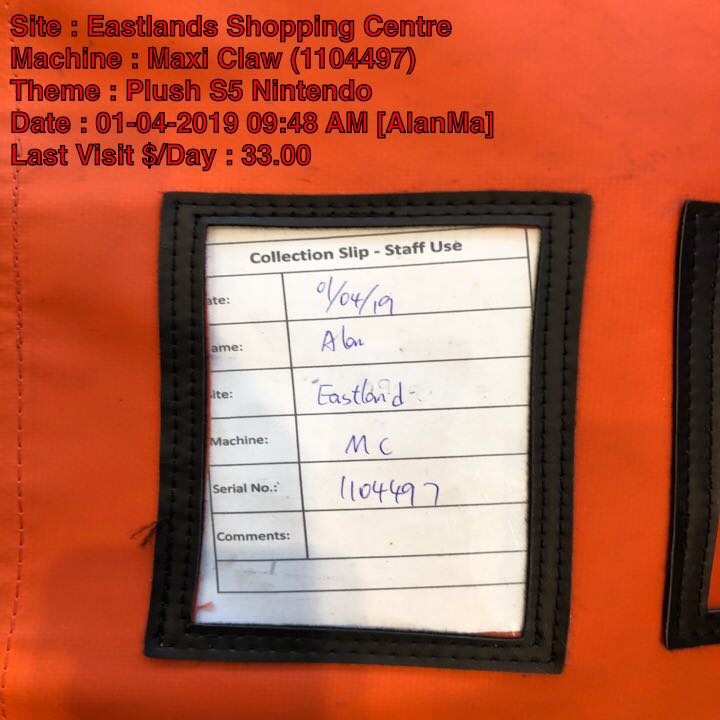 Site : Eastlands Shopping Centre
Machine : Maxi Claw (1104497)
Theme : Plush S5 Nintendo
Date : 01-04-2019 09:48 AM [AlanMa]
Last Visit $/Day : 33.00
Collection Slip - Staff Use
ate: 01/04/19
ame: Alan
ite: Eastland
Machine: MC
Serial No.: 1104497
Comments: